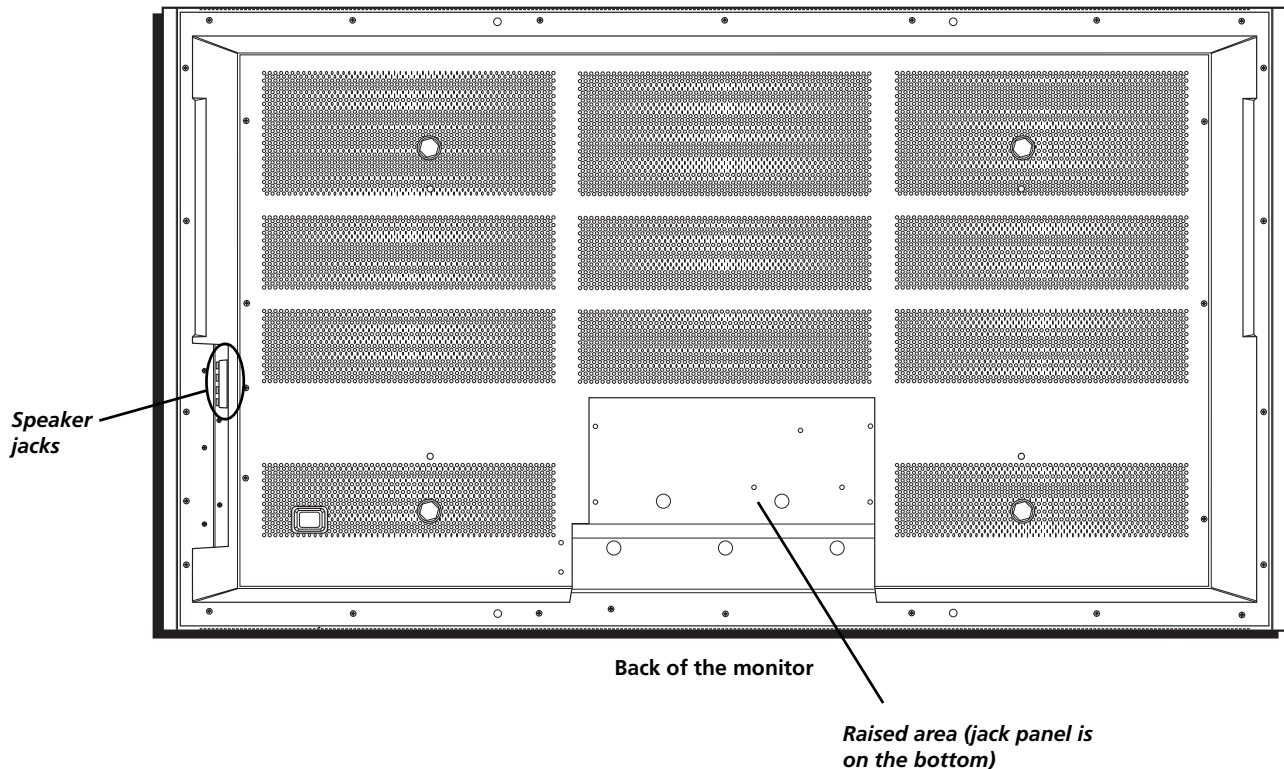 Speaker
jacks
Back of the monitor
Raised area (jack panel is
on the bottom)